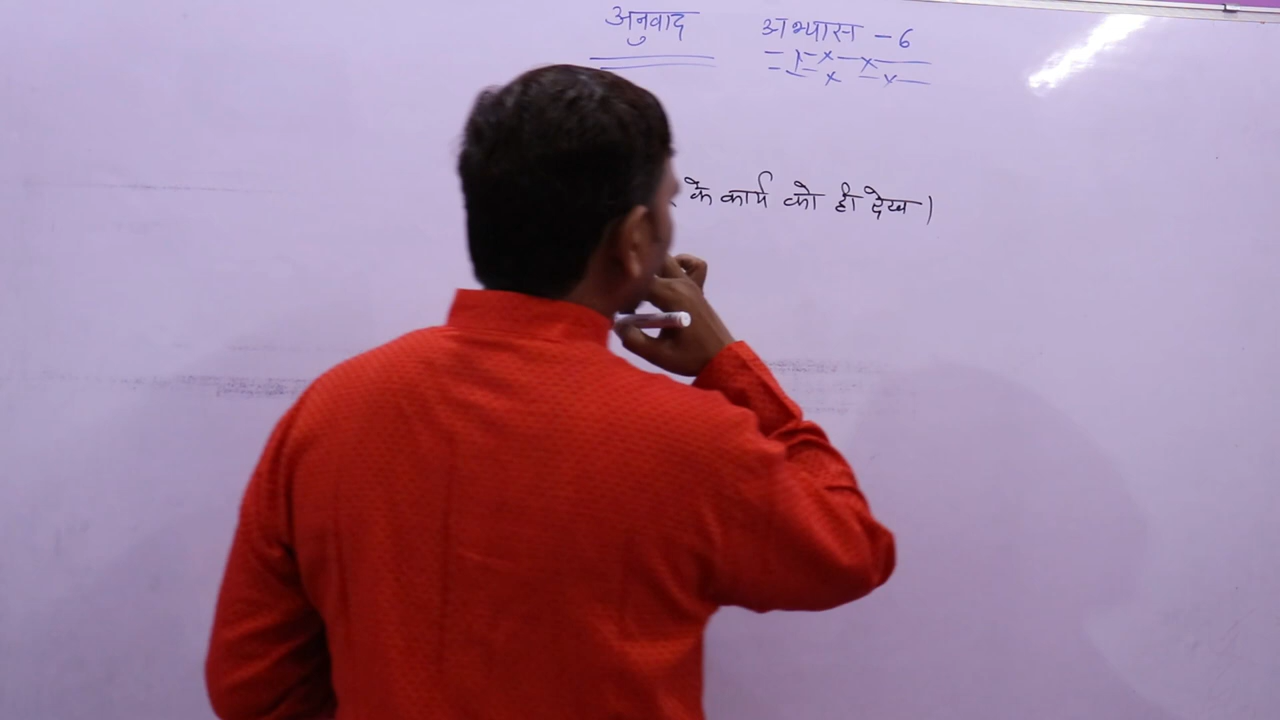 अनुवाद अभ्यास - 6
के कार्य को ही देख।